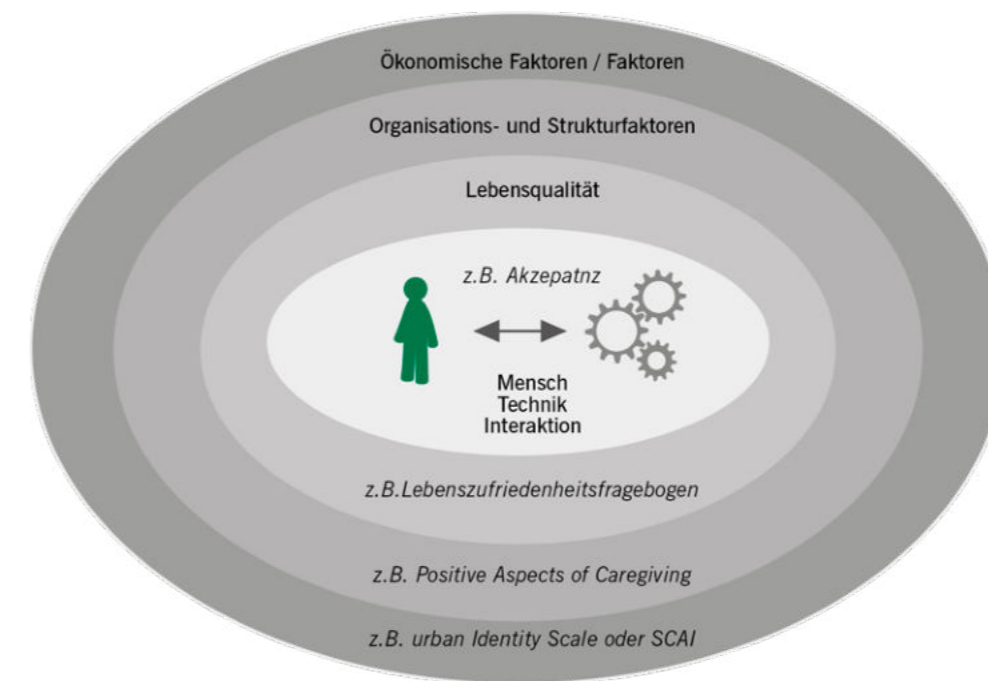 Ökonomische Faktoren / Faktoren
Organisations- und Strukturfaktoren
Lebensqualität
z.B. Akzepatnz
Mensch
Technik
Interaktion
z.B.Lebenszufriedenheitsfragebogen
z.B. Positive Aspects of Caregiving
z.B. urban Identity Scale oder SCAI